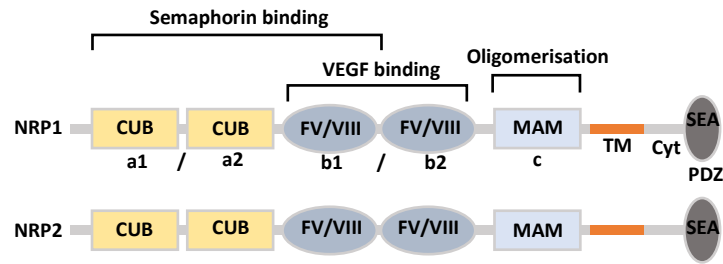 Semaphorin binding
Oligomerisation
VEGF binding
NRP1 CUB CUB FV/VIII FV/VIII MAM SEA
a1 / a2 b1 / b2 c TM Cyt
PDZ
NRP2 CUB CUB FV/VIII FV/VIII MAM SEA